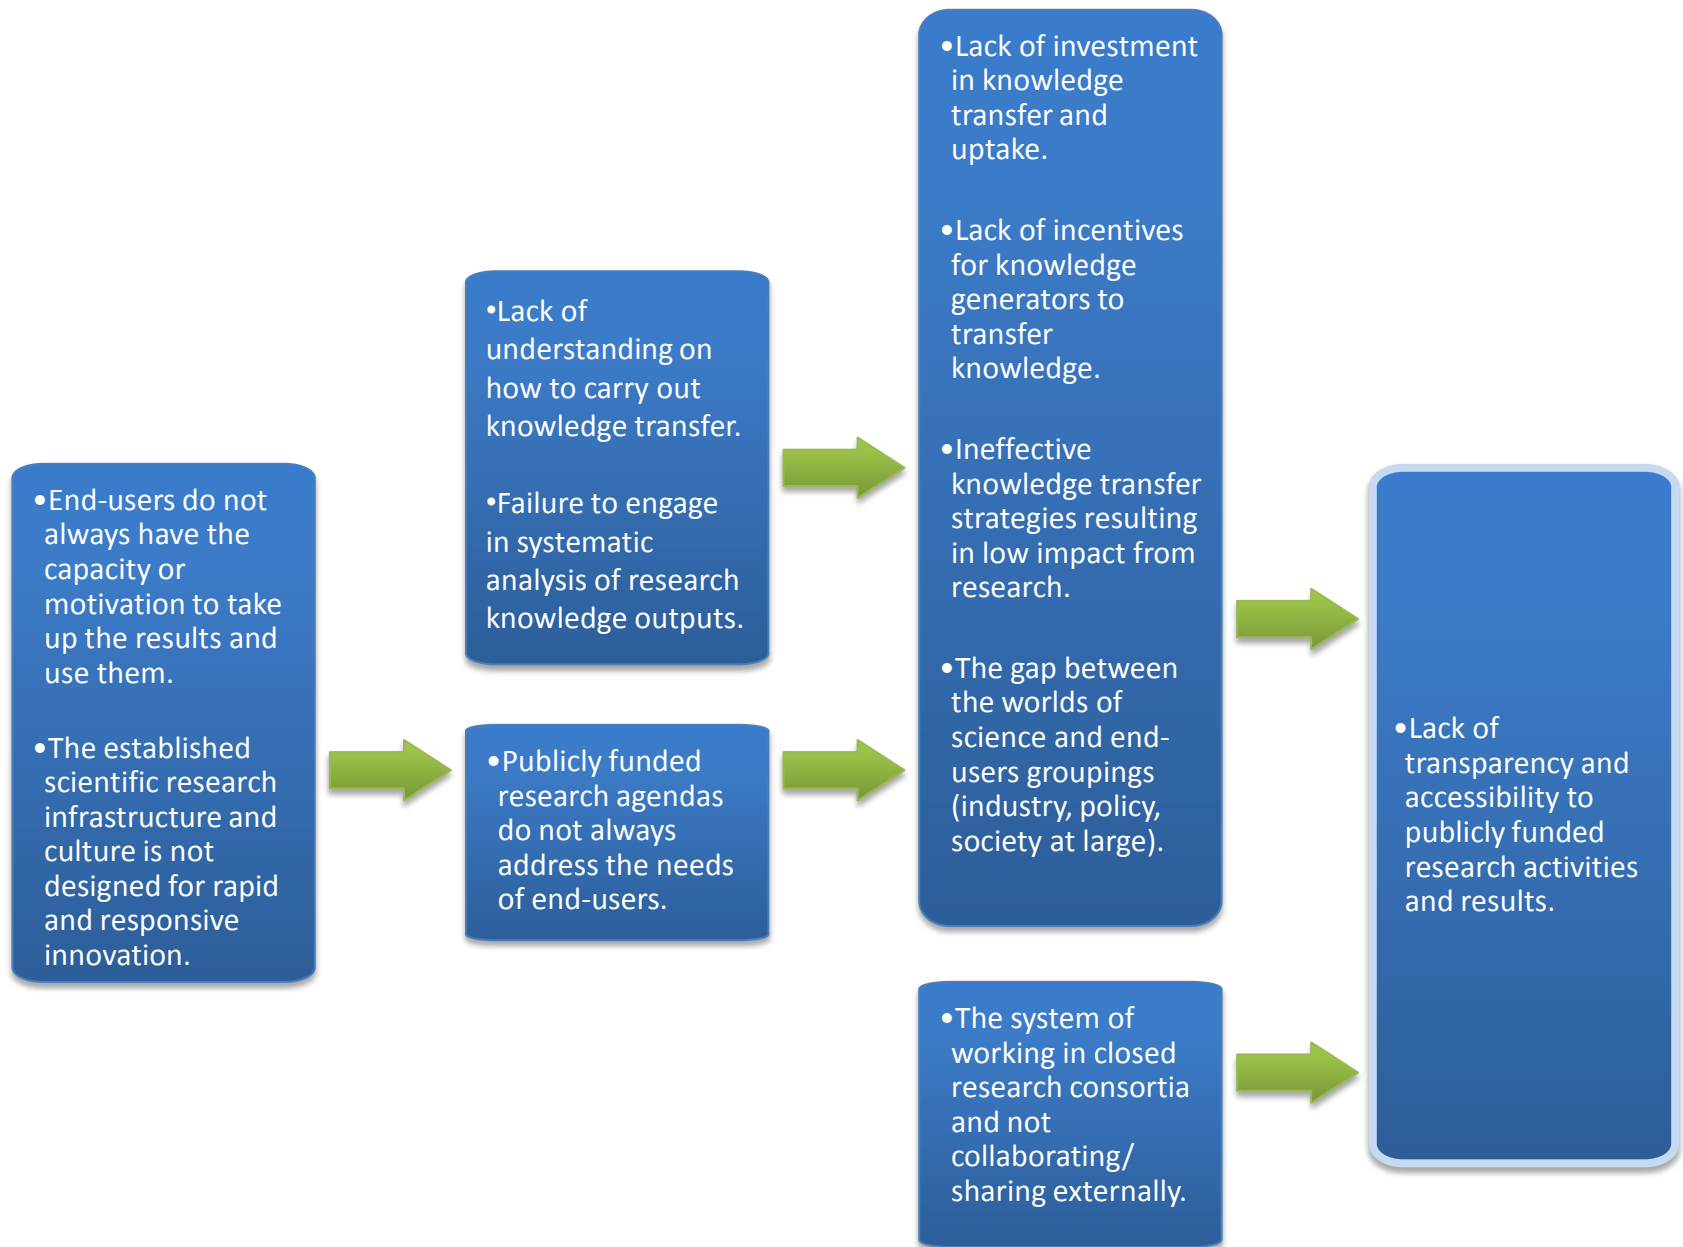 •End-users do not
always have the
capacity or
motivation to take
up the results and
use them.
•The established
scientific research
infrastructure and
culture is not
designed for rapid
and responsive
innovation.
•Lack of
understanding on
how to carry out
knowledge transfer.
•Failure to engage
in systematic
analysis of research
knowledge outputs.
•Publicly funded
research agendas
do not always
address the needs
of end-users.
•Lack of investment
in knowledge
transfer and
uptake.
•Lack of incentives
for knowledge
generators to
transfer
knowledge.
•Ineffective
knowledge transfer
strategies resulting
in low impact from
research.
•The gap between
the worlds of
science and end-
users groupings
(industry, policy,
society at large).
•The system of
working in closed
research consortia
and not
collaborating/
sharing externally.
•Lack of
transparency and
accessibility to
publicly funded
research activities
and results.